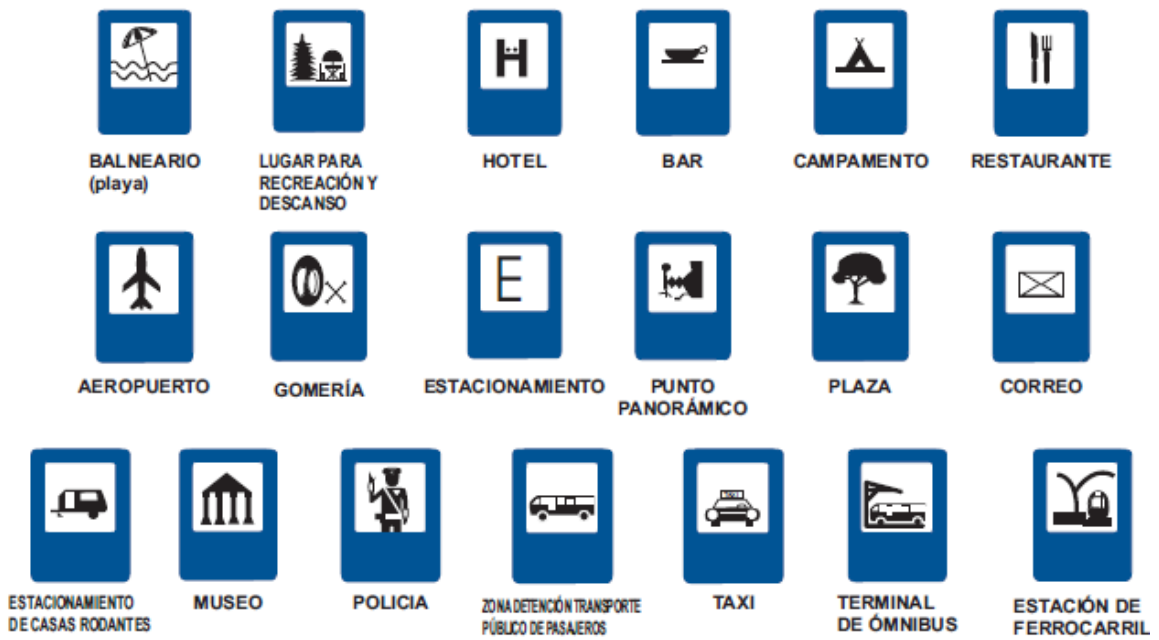 H
BALNEARIO
(playa)
LUGAR PARA
RECREACIÓN Y
DESCANSO
HOTEL
BAR
CAMPAMENTO
RESTAURANTE
E
AEROPUERTO
GOMERÍA
ESTACIONAMIENTO
PUNTO
PANORÁMICO
PLAZA
CORREO
TAXI
ESTACIONAMIENTO
DE CASAS RODANTES
MUSEO
POLICIA
ZONA DETENCIÓN TRANSPORTE
PÚBLICO DE PASAJEROS
TAXI
TERMINAL
DE ÓMNIBUS
ESTACIÓN DE
FERROCARRIL